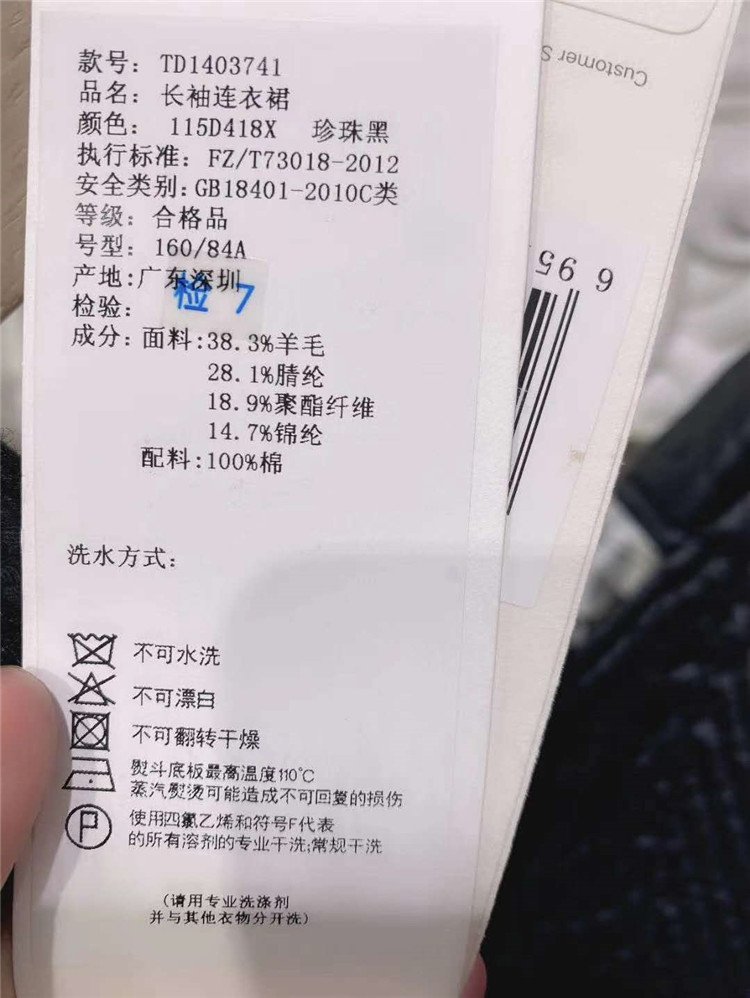 款号: TD1403741
品名: 长袖连衣裙
颜色: 115D418X 珍珠黑
执行标准: FZ/T73018-2012
安全类别:GB18401-2010C类
等级: 合格品
号型: 160/84A
产地:广东深圳
检验: 检7
成分: 面料:38.3%羊毛
28.1%腈纶
18.9%聚酯纤维
14.7%锦纶
配料:100%棉
洗水方式:
不可水洗
不可漂白
不可翻转干燥
熨斗底板最高温度110℃
蒸汽熨烫可能造成不可回复的损伤
P
使用四氯乙烯和符号F代表
的所有溶剂的专业干洗;常规干洗
(请用专业洗涤剂
并与其他衣物分开洗)
Customer S
6 95